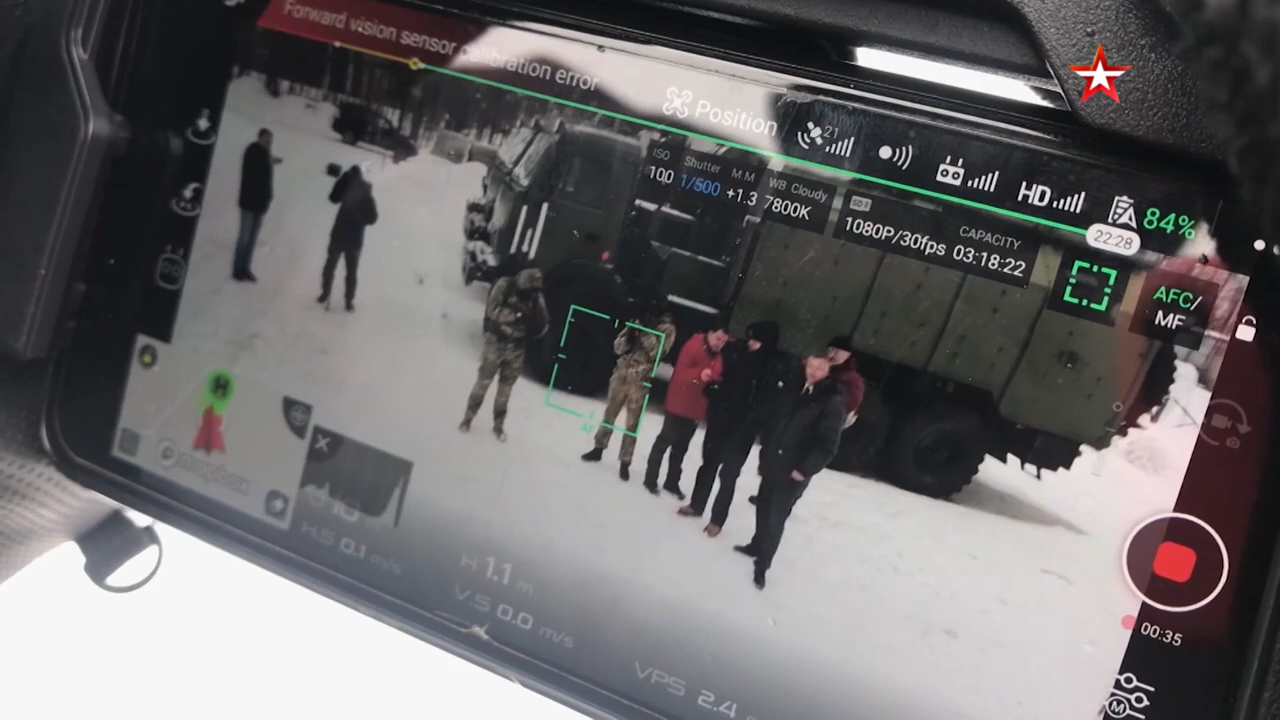 Forward vision sensor calibration error
Position
21
HD
84%
22:28
ISO
100
Shutter
1/500
M.M
+1.3
WB Cloudy
7800K
1080P/30fps
CAPACITY
03:18:22
AFC/
MF
H
H.S 0.1 m/s
H 1.1 m
V.S 0.0 m/s
VPS 2.4
00:35
M